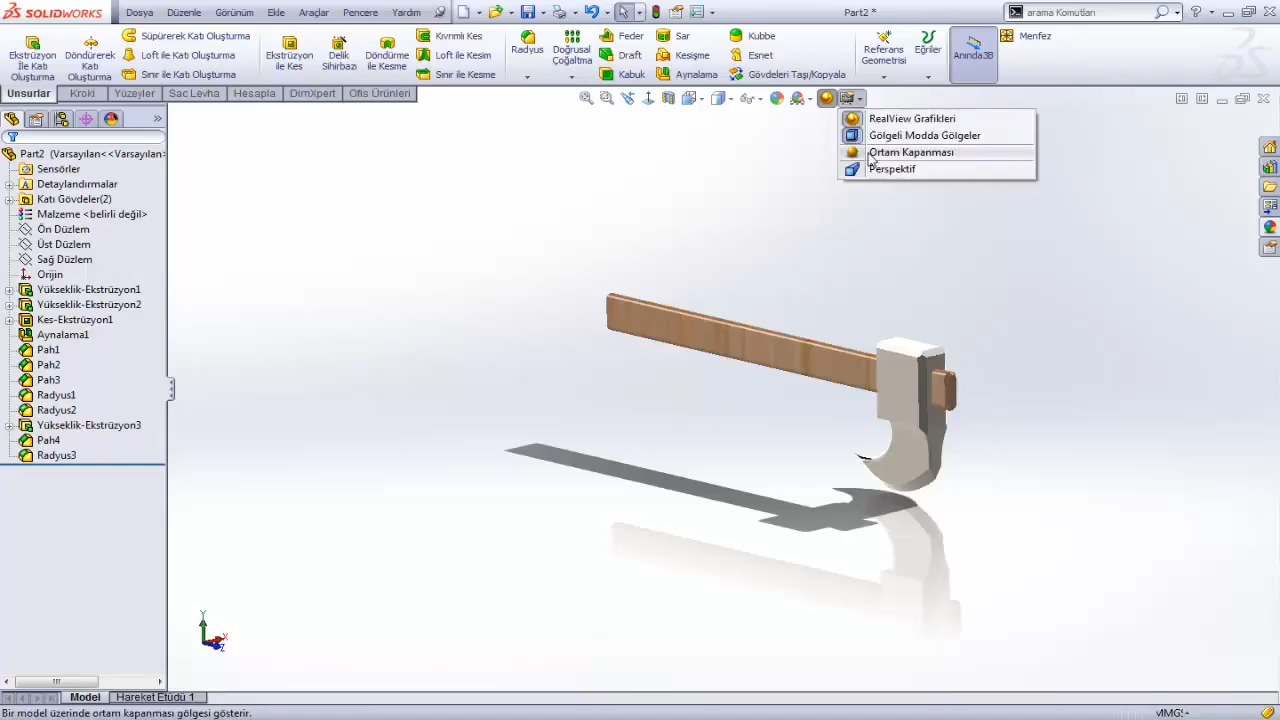 SOLIDWORKS
Dosya Düzenle Görünüm Ekle Araçlar Pencere Yardım
Part2 *
arama Komutları
Ekstrüzyon İle Katı Oluşturma
Döndürerek Katı Oluşturma
Süpürerek Katı Oluşturma
Loft ile Katı Oluşturma
Sınır ile Katı Oluşturma
Ekstrüzyon ile Kes
Delik Sihirbazı
Döndürme ile Kesme
Kıvrımlı Kes
Loft ile Kesim
Sınır ile Kesme
Radyus
Doğrusal Çoğaltma
Feder
Draft
Kabuk
Sar
Kesişme
Aynalama
Kubbe
Esnet
Gövdeleri Taşı/Kopyala
Referans Geometrisi
Eğriler
Anında3B
Menfez
Unsurlar Kroki Yüzeyler Sac Levha Hesapla DimXpert Ofis Ürünleri
RealView Grafikleri
Gölgeli Modda Gölgeler
Ortam Kapanması
Perspektif
Part2 (Varsayılan<<Varsayılan>
Sensörler
Detaylandırmalar
Katı Gövdeler(2)
Malzeme <belirli değil>
Ön Düzlem
Üst Düzlem
Sağ Düzlem
Orijin
Yükseklik-Ekstrüzyon1
Yükseklik-Ekstrüzyon2
Kes-Ekstrüzyon1
Aynalama1
Pah1
Pah2
Pah3
Radyus1
Radyus2
Yükseklik-Ekstrüzyon3
Pah4
Radyus3
Y
X
Z
Model Hareket Etüdü 1
Bir model üzerinde ortam kapanması gölgesi gösterir.